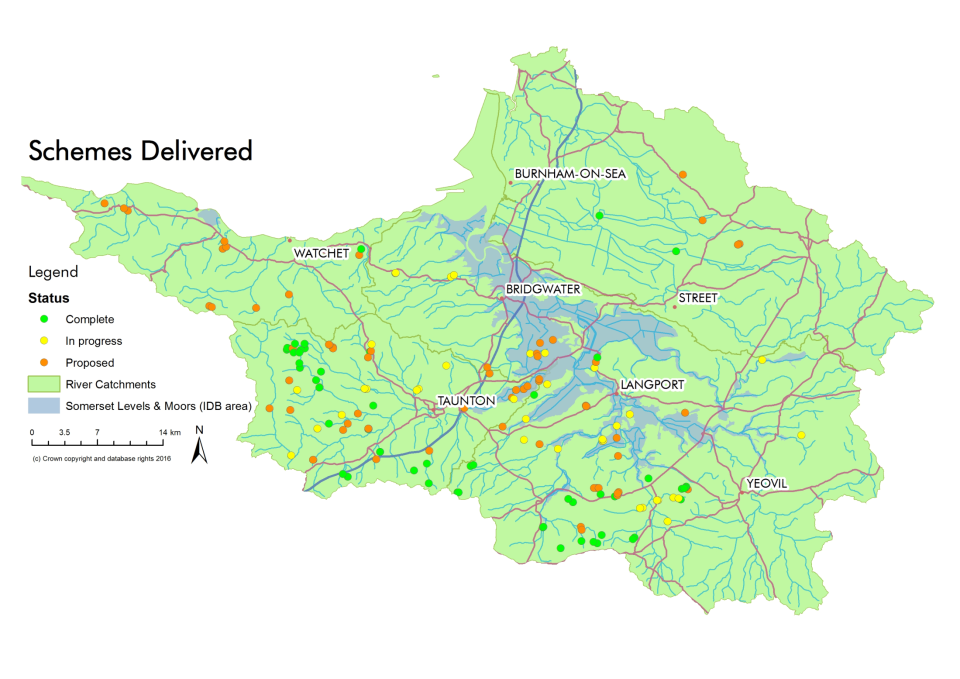 Schemes Delivered
BURNHAM-ON-SEA
WATCHET
BRIDGWATER
STREET
LANGPORT
TAUNTON
YEOVIL
Legend
Status
Complete
In progress
Proposed
River Catchments
Somerset Levels & Moors (IDB area)
0 3.5 7 14 km
N
(c) Crown copyright and database rights 2016